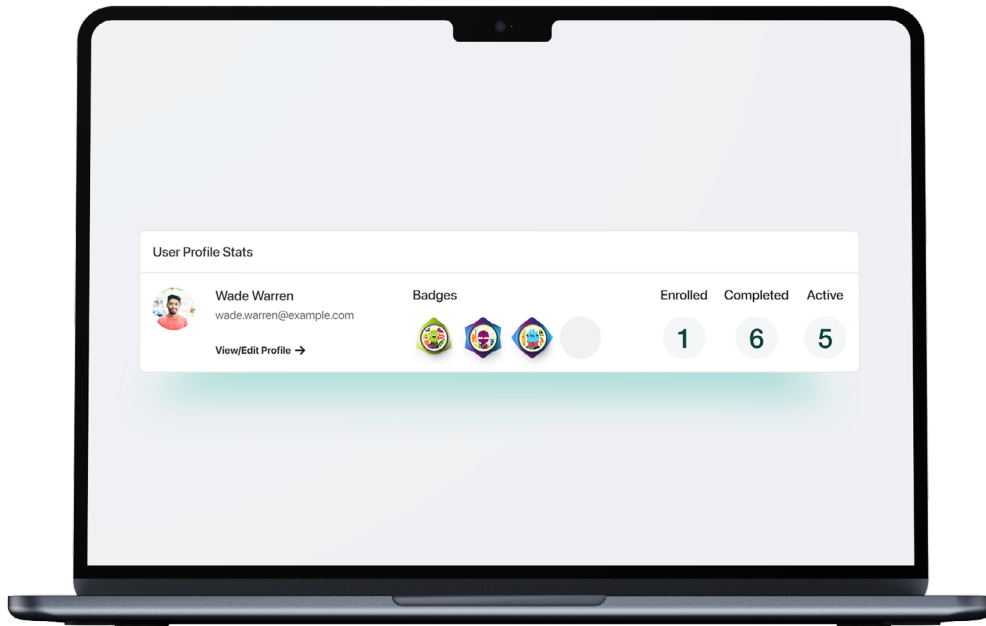 User Profile Stats
Wade Warren
wade.warren@example.com
View/Edit Profile →
Badges
Enrolled Completed Active
1 6 5